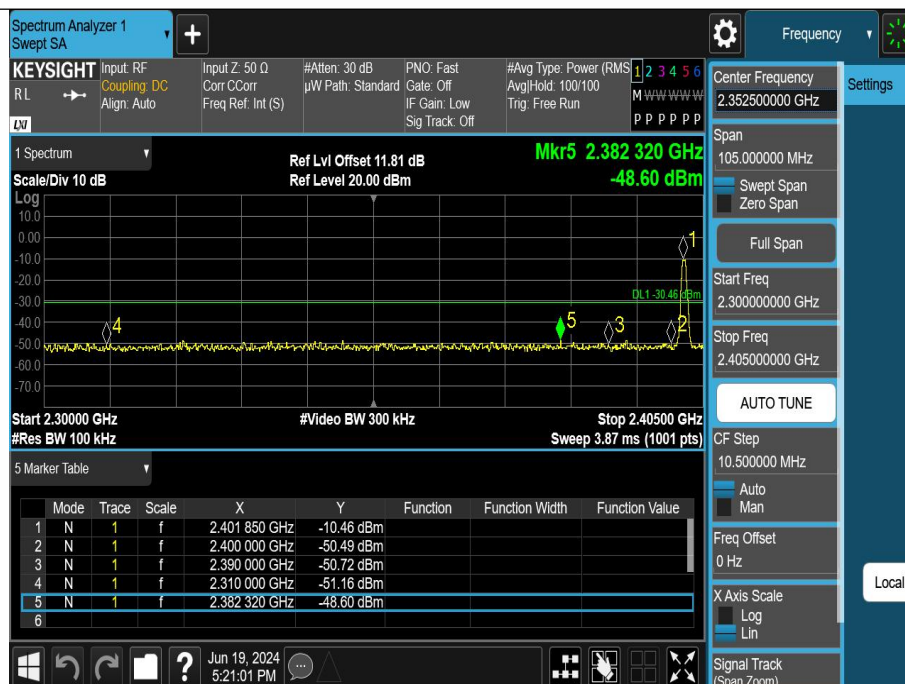 Spectrum Analyzer 1
Swept SA
Frequency
KEYSIGHT
RL
LXI
Input: RF
Coupling: DC
Align: Auto
Input Z: 50 Ω
Corr CCorr
Freq Ref: Int (S)
#Atten: 30 dB
µW Path: Standard
PNO: Fast
Gate: Off
IF Gain: Low
Sig Track: Off
#Avg Type: Power (RMS
Avg|Hold: 100/100
Trig: Free Run
1 2 3 4 5 6
M W W W W W
P P P P P P
1 Spectrum
Scale/Div 10 dB
Ref Lvl Offset 11.81 dB
Ref Level 20.00 dBm
Mkr5 2.382 320 GHz
-48.60 dBm
Log
10.0
0.00
-10.0
-20.0
-30.0
-40.0
-50.0
-60.0
-70.0
1
DL1 -30.46 dBm
4
5
3
2
Start 2.30000 GHz
#Video BW 300 kHz
Stop 2.40500 GHz
#Res BW 100 kHz
Sweep 3.87 ms (1001 pts)
5 Marker Table
Mode Trace Scale X Y Function Function Width Function Value
1 N 1 f 2.401 850 GHz -10.46 dBm
2 N 1 f 2.400 000 GHz -50.49 dBm
3 N 1 f 2.390 000 GHz -50.72 dBm
4 N 1 f 2.310 000 GHz -51.16 dBm
5 N 1 f 2.382 320 GHz -48.60 dBm
6
?
Jun 19, 2024
5:21:01 PM
Center Frequency
2.352500000 GHz
Span
105.000000 MHz
Swept Span
Zero Span
Full Span
Start Freq
2.300000000 GHz
Stop Freq
2.405000000 GHz
AUTO TUNE
CF Step
10.500000 MHz
Auto
Man
Freq Offset
0 Hz
X Axis Scale
Log
Lin
Signal Track
(Span Zoom)
Settings
Local